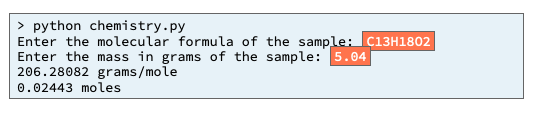 > python chemistry.py
Enter the molecular formula of the sample: C13H18O2
Enter the mass in grams of the sample: 5.04
206.28082 grams/mole
0.02443 moles